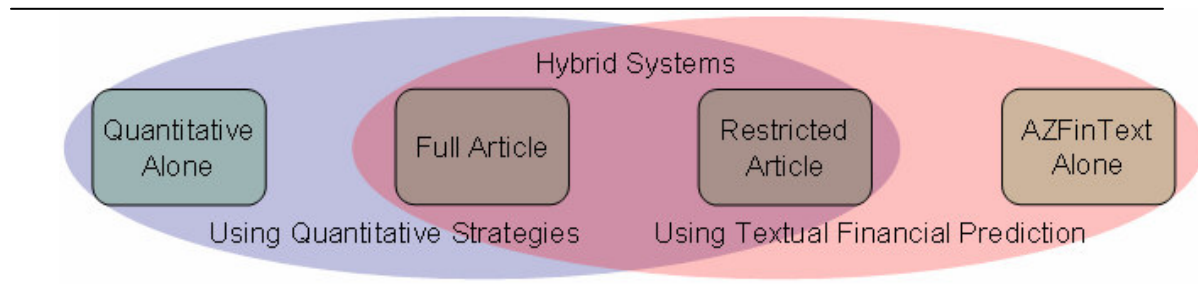 Hybrid Systems
Quantitative
Alone
Full Article
Restricted
Article
AZFinText
Alone
Using Quantitative Strategies
Using Textual Financial Prediction